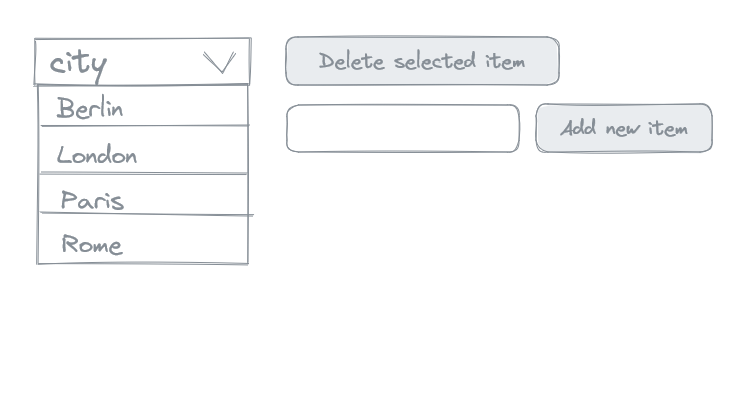 city
Delete selected item
Berlin
Add new item
London
Paris
Rome